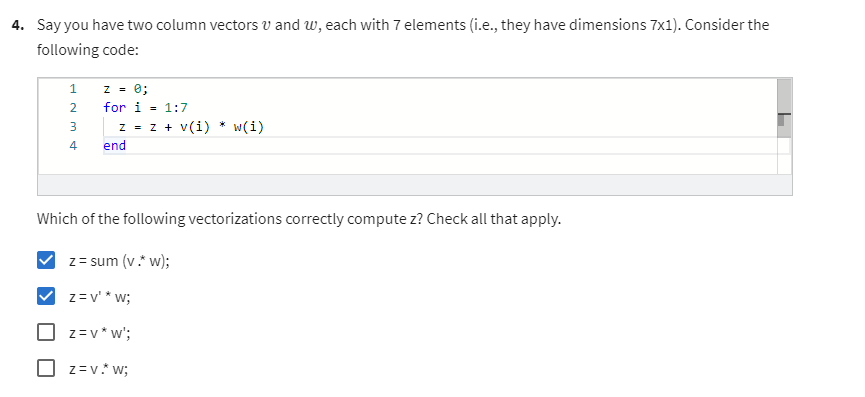 4. Say you have two column vectors v and w, each with 7 elements (i.e., they have dimensions 7x1). Consider the
following code:
1 z = 0;
2 for i = 1:7
3 z = z + v(i) * w(i)
4 end
Which of the following vectorizations correctly compute z? Check all that apply.
z = sum (v .* w);
z = v' * w;
z = v * w';
z = v .* w;